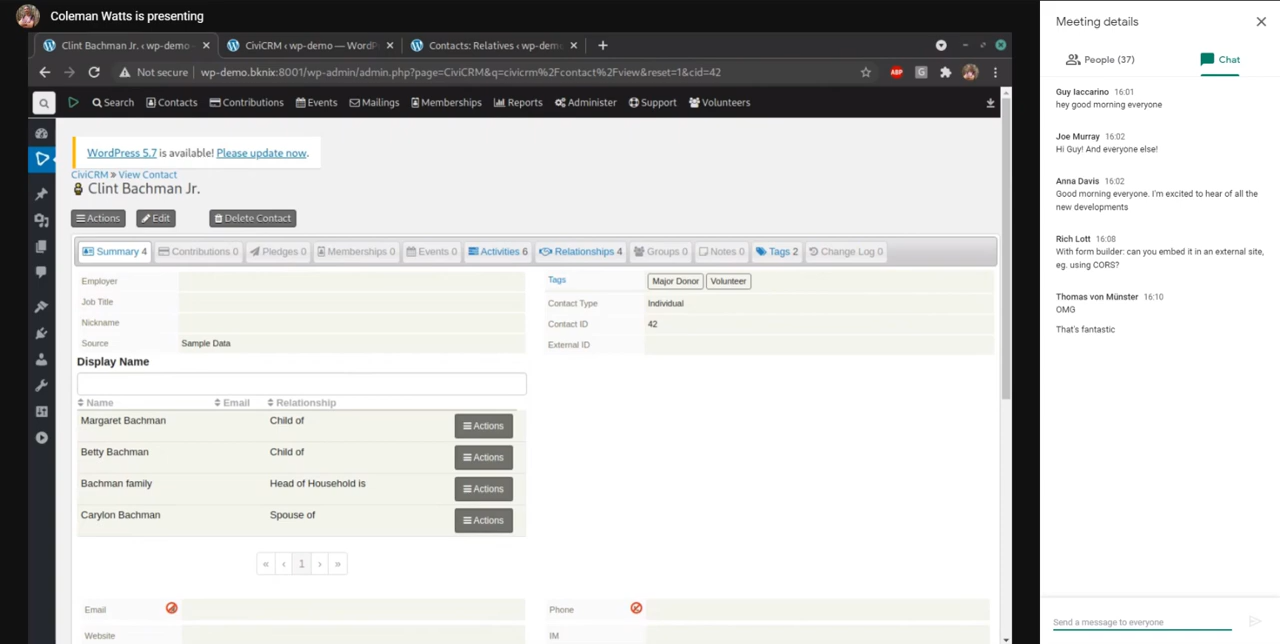 Coleman Watts is presenting
Clint Bachman Jr. ‹ wp-demo
CiviCRM ‹ wp-demo — WordP
Contacts: Relatives ‹ wp-dem
Not secure
wp-demo.bknix:8001/wp-admin/admin.php?page=CiviCRM&q=civicrm%2Fcontact%2Fview&reset=1&cid=42
ABP
G
Search Contacts Contributions Events Mailings Memberships Reports Administer Support Volunteers
WordPress 5.7 is available! Please update now.
CiviCRM » View Contact
Clint Bachman Jr.
Actions Edit Delete Contact
Summary 4 Contributions 0 Pledges 0 Memberships 0 Events 0 Activities 6 Relationships 4 Groups 0 Notes 0 Tags 2 Change Log 0
Employer
Job Title
Nickname
Source Sample Data
Tags Major Donor Volunteer
Contact Type Individual
Contact ID 42
External ID
Display Name
Name Email Relationship
Margaret Bachman Child of Actions
Betty Bachman Child of Actions
Bachman family Head of Household is Actions
Carylon Bachman Spouse of Actions
« ‹ 1 › »
Email
Website
Phone
IM
Meeting details
People (37) Chat
Guy Iaccarino 16:01
hey good morning everyone
Joe Murray 16:02
Hi Guy! And everyone else!
Anna Davis 16:02
Good morning everyone. I'm excited to hear of all the
new developments
Rich Lott 16:08
With form builder: can you embed it in an external site,
eg. using CORS?
Thomas von Münster 16:10
OMG
That's fantastic
Send a message to everyone